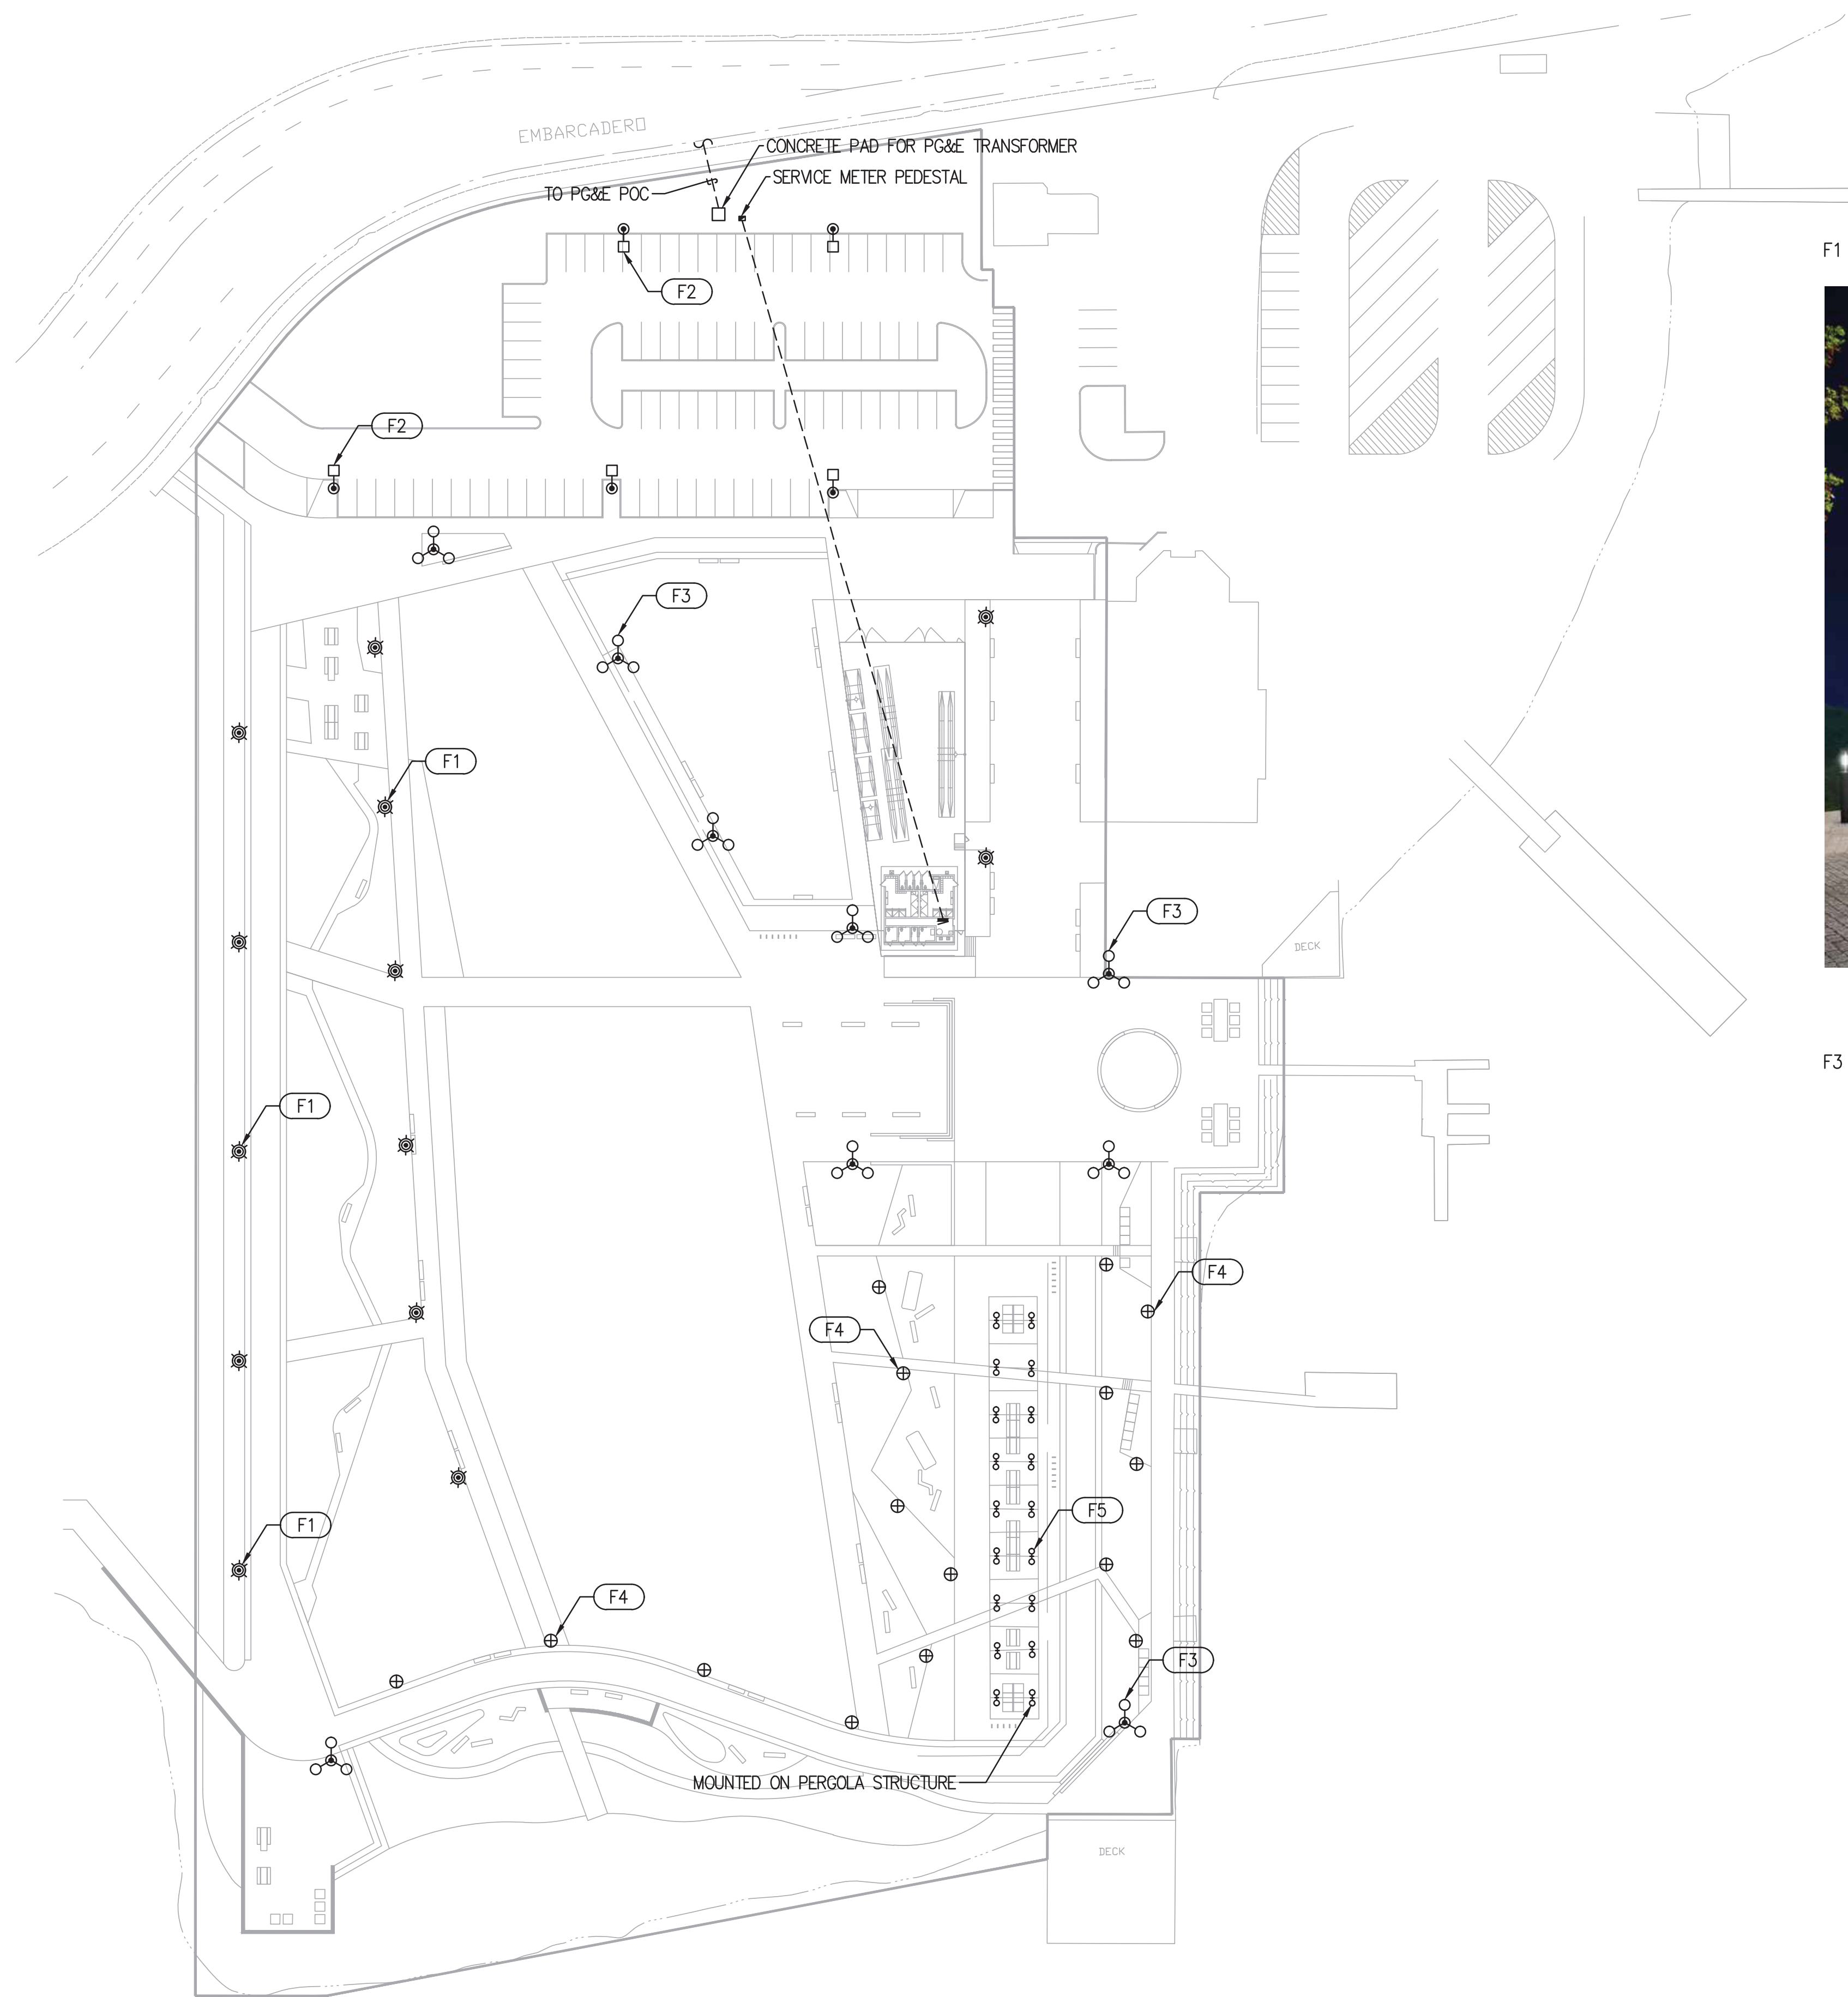 EMBARCADERO
CONCRETE PAD FOR PG&E TRANSFORMER
SERVICE METER PEDESTAL
TO PG&E POC
F1
F2
F2
F3
F1
F3
DECK
F3
F1
F4
F4
F5
F1
F4
F3
MOUNTED ON PERGOLA STRUCTURE
DECK